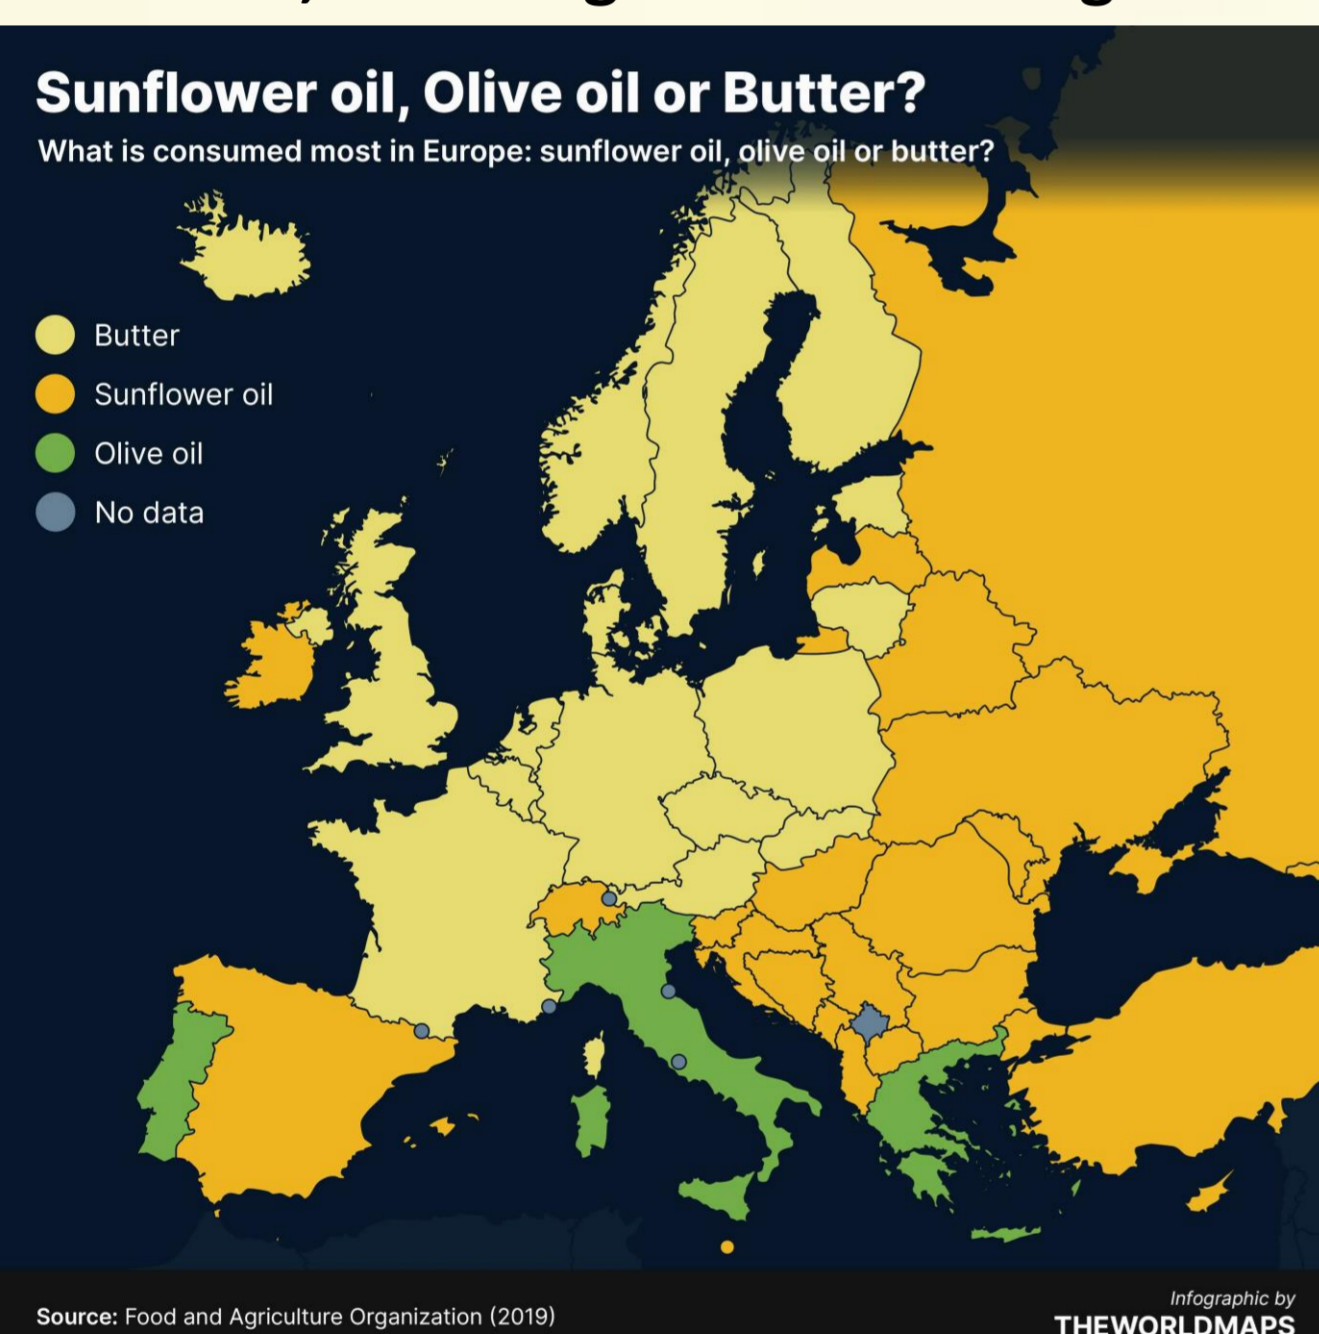 Sunflower oil, Olive oil or Butter?
What is consumed most in Europe: sunflower oil, olive oil or butter?
Butter
Sunflower oil
Olive oil
No data
Source: Food and Agriculture Organization (2019)
Infographic by
THEWORLDMAPS